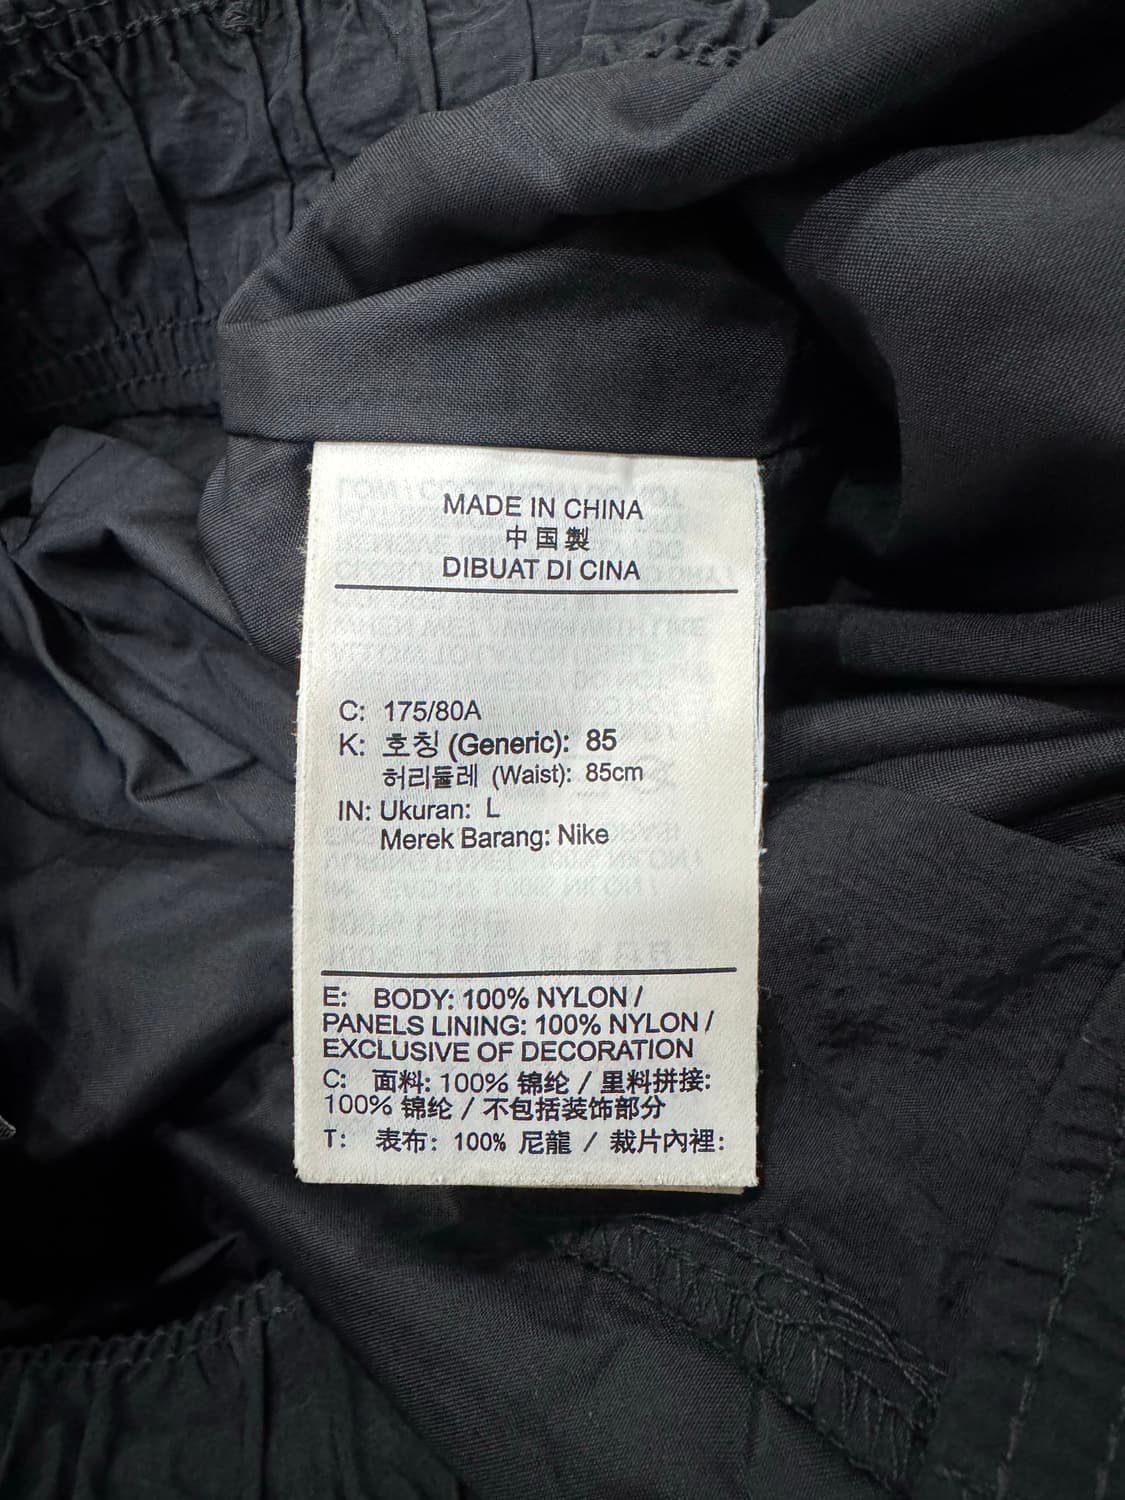 MADE IN CHINA
中国製
DIBUAT DI CINA
C: 175/80A
K: 호칭 (Generic): 85
허리둘레 (Waist): 85cm
IN: Ukuran: L
Merek Barang: Nike
E: BODY: 100% NYLON /
PANELS LINING: 100% NYLON /
EXCLUSIVE OF DECORATION
C: 面料: 100% 锦纶 / 里料拼接:
100% 锦纶 / 不包括装饰部分
T: 表布: 100% 尼龍 / 裁片內裡: